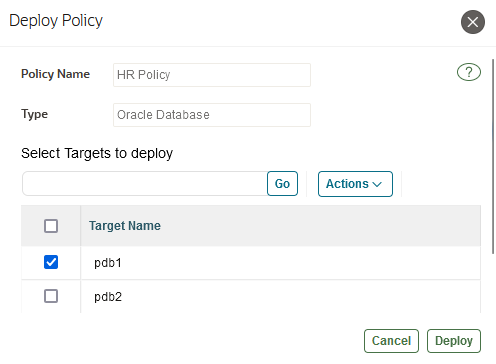 Deploy Policy
Policy Name HR Policy
?
Type Oracle Database
Select Targets to deploy
Go Actions
Target Name
pdb1
pdb2
Cancel Deploy